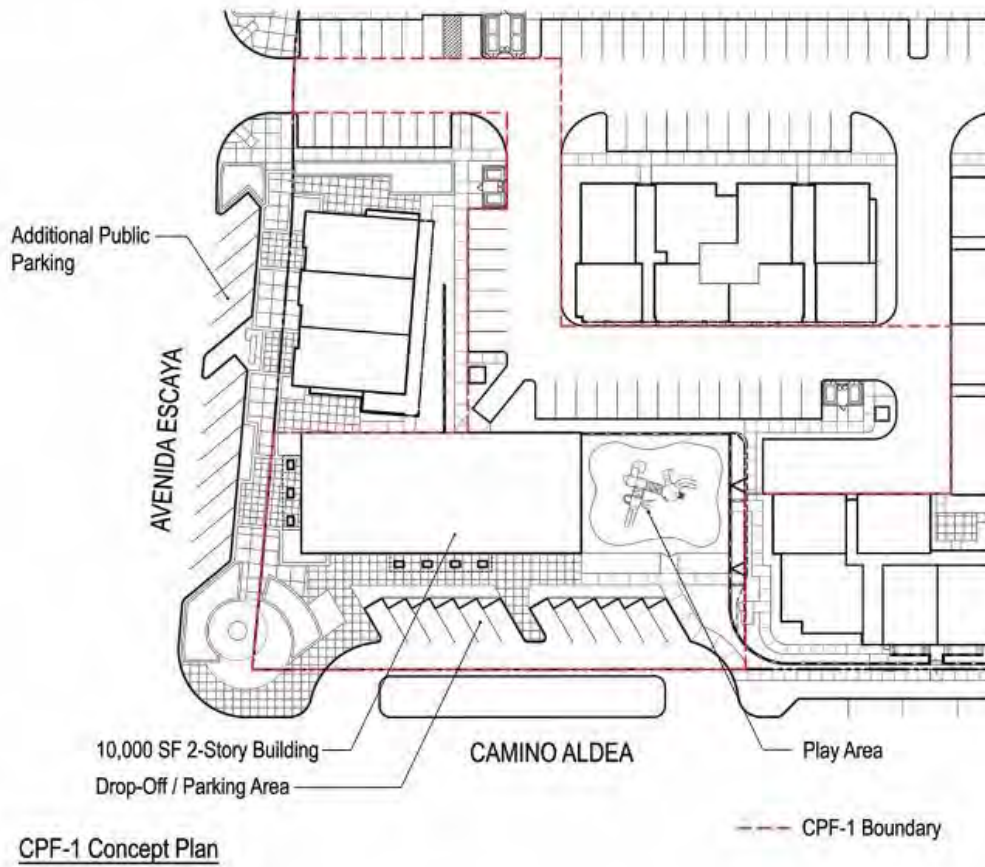 Additional Public
Parking
AVENIDA ESCAYA
10,000 SF 2-Story Building
CAMINO ALDEA
Play Area
Drop-Off / Parking Area
CPF-1 Boundary
CPF-1 Concept Plan